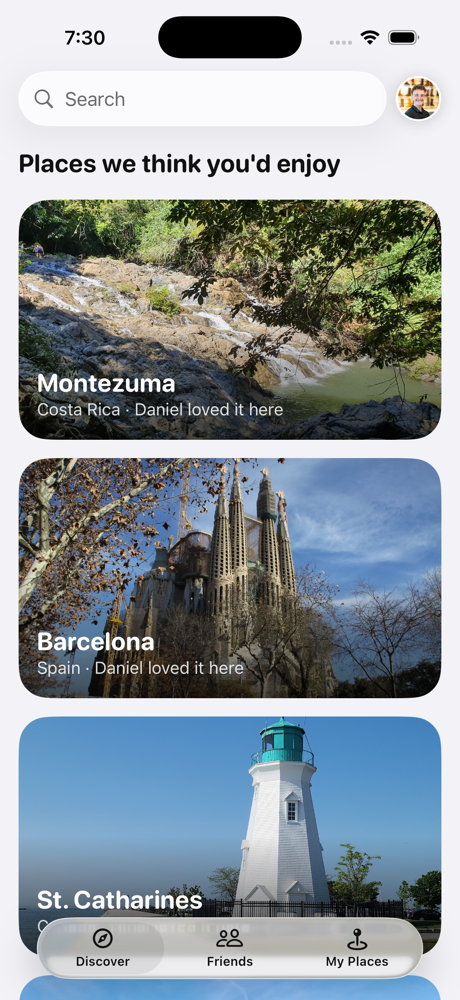 7:30
Search
Places we think you'd enjoy
Montezuma
Costa Rica · Daniel loved it here
Barcelona
Spain · Daniel loved it here
St. Catharines
Discover
Friends
My Places